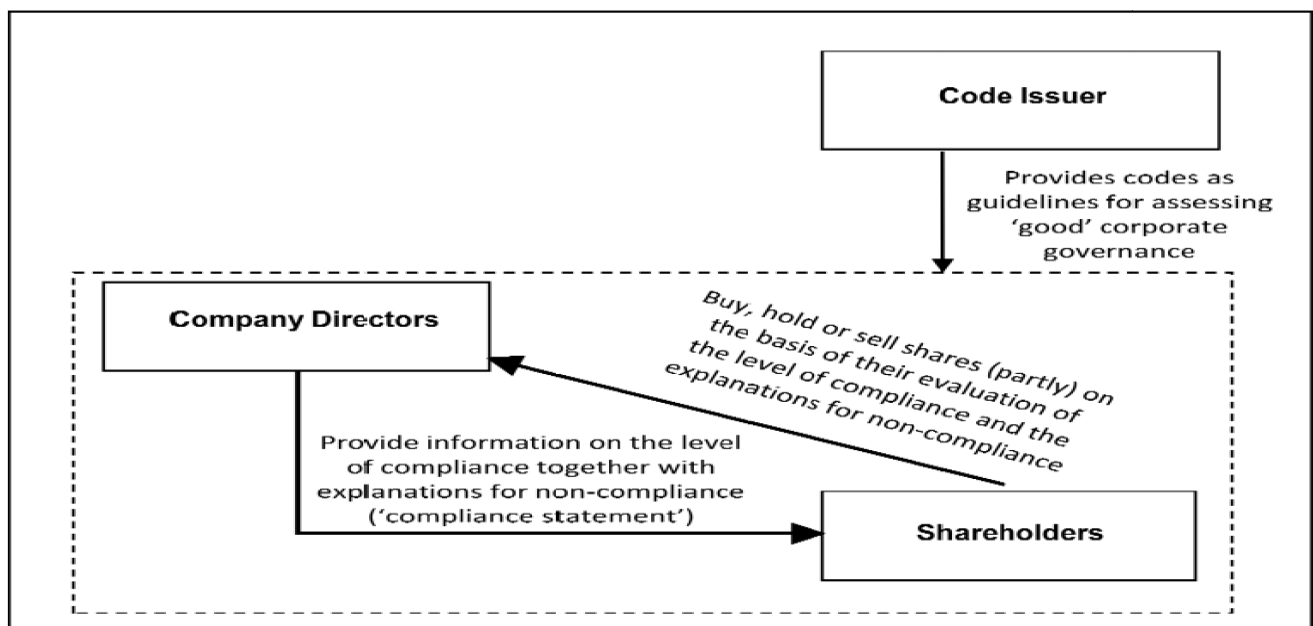 Code Issuer
Provides codes as
guidelines for assessing
‘good’ corporate
governance
Company Directors
Buy, hold or sell shares (partly) on
the basis of their evaluation of
the level of compliance and the
explanations for non-compliance
Provide information on the level
of compliance together with
explanations for non-compliance
(‘compliance statement’)
Shareholders